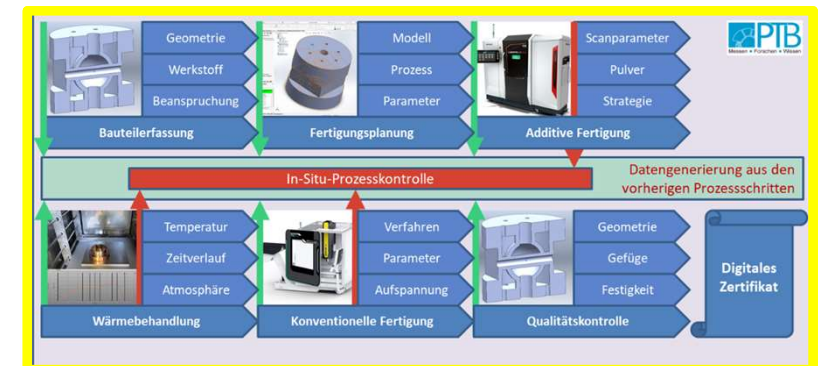 Geometrie
Werkstoff
Beanspruchung
Bauteilerfassung
Modell
Prozess
Parameter
Fertigungsplanung
Scanparameter
Pulver
Strategie
Additive Fertigung
PTB
Messen • Forschen • Wissen
In-Situ-Prozesskontrolle
Datengenerierung aus den
vorherigen Prozessschritten
Temperatur
Zeitverlauf
Atmosphäre
Wärmebehandlung
Verfahren
Parameter
Aufspannung
Konventionelle Fertigung
Geometrie
Gefüge
Festigkeit
Qualitätskontrolle
Digitales
Zertifikat